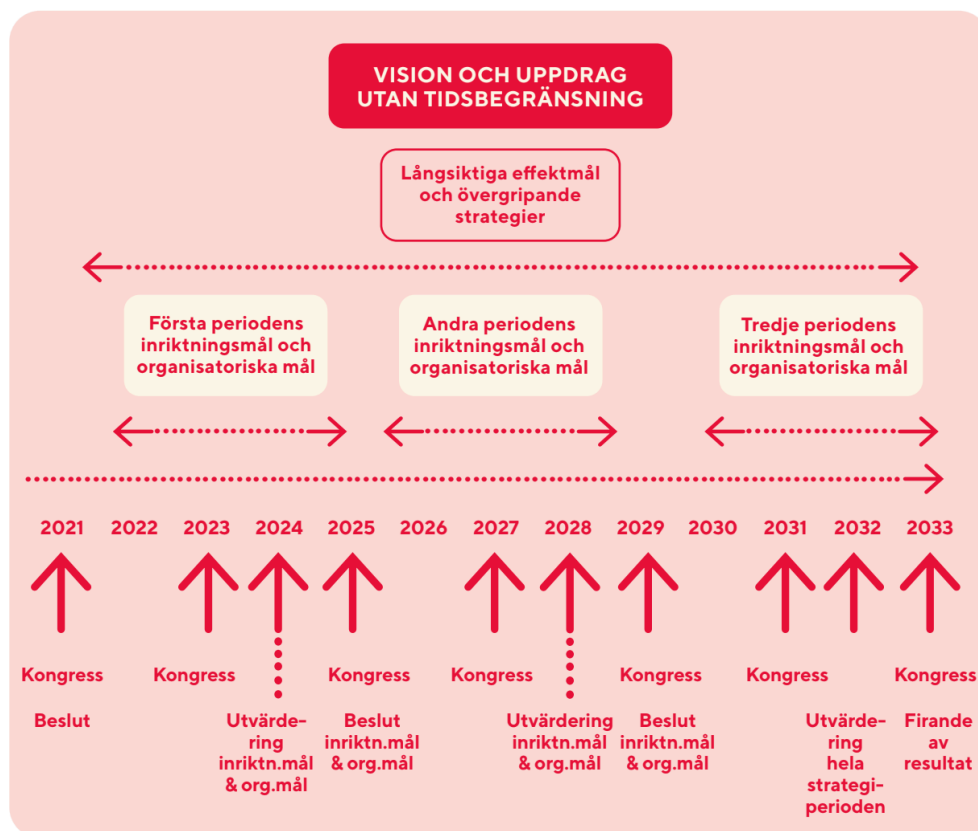 VISION OCH UPPDRAG
UTAN TIDSBEGRÄNSNING
Långsiktiga effektmål
och övergripande
strategier
Första periodens
inriktningsmål och
organisatoriska mål
Andra periodens
inriktningsmål och
organisatoriska mål
Tredje periodens
inriktningsmål och
organisatoriska mål
2021 2022 2023 2024 2025 2026 2027 2028 2029 2030 2031 2032 2033
Kongress Kongress Kongress Kongress Kongress Kongress Kongress
Beslut
Utvärde-
ring
inriktn.mål
& org.mål
Beslut
inriktn.mål
& org.mål
Utvärdering
inriktn.mål
& org.mål
Beslut
inriktn.mål
& org.mål
Utvärde-
ring
hela
strategi-
perioden
Firande
av
resultat